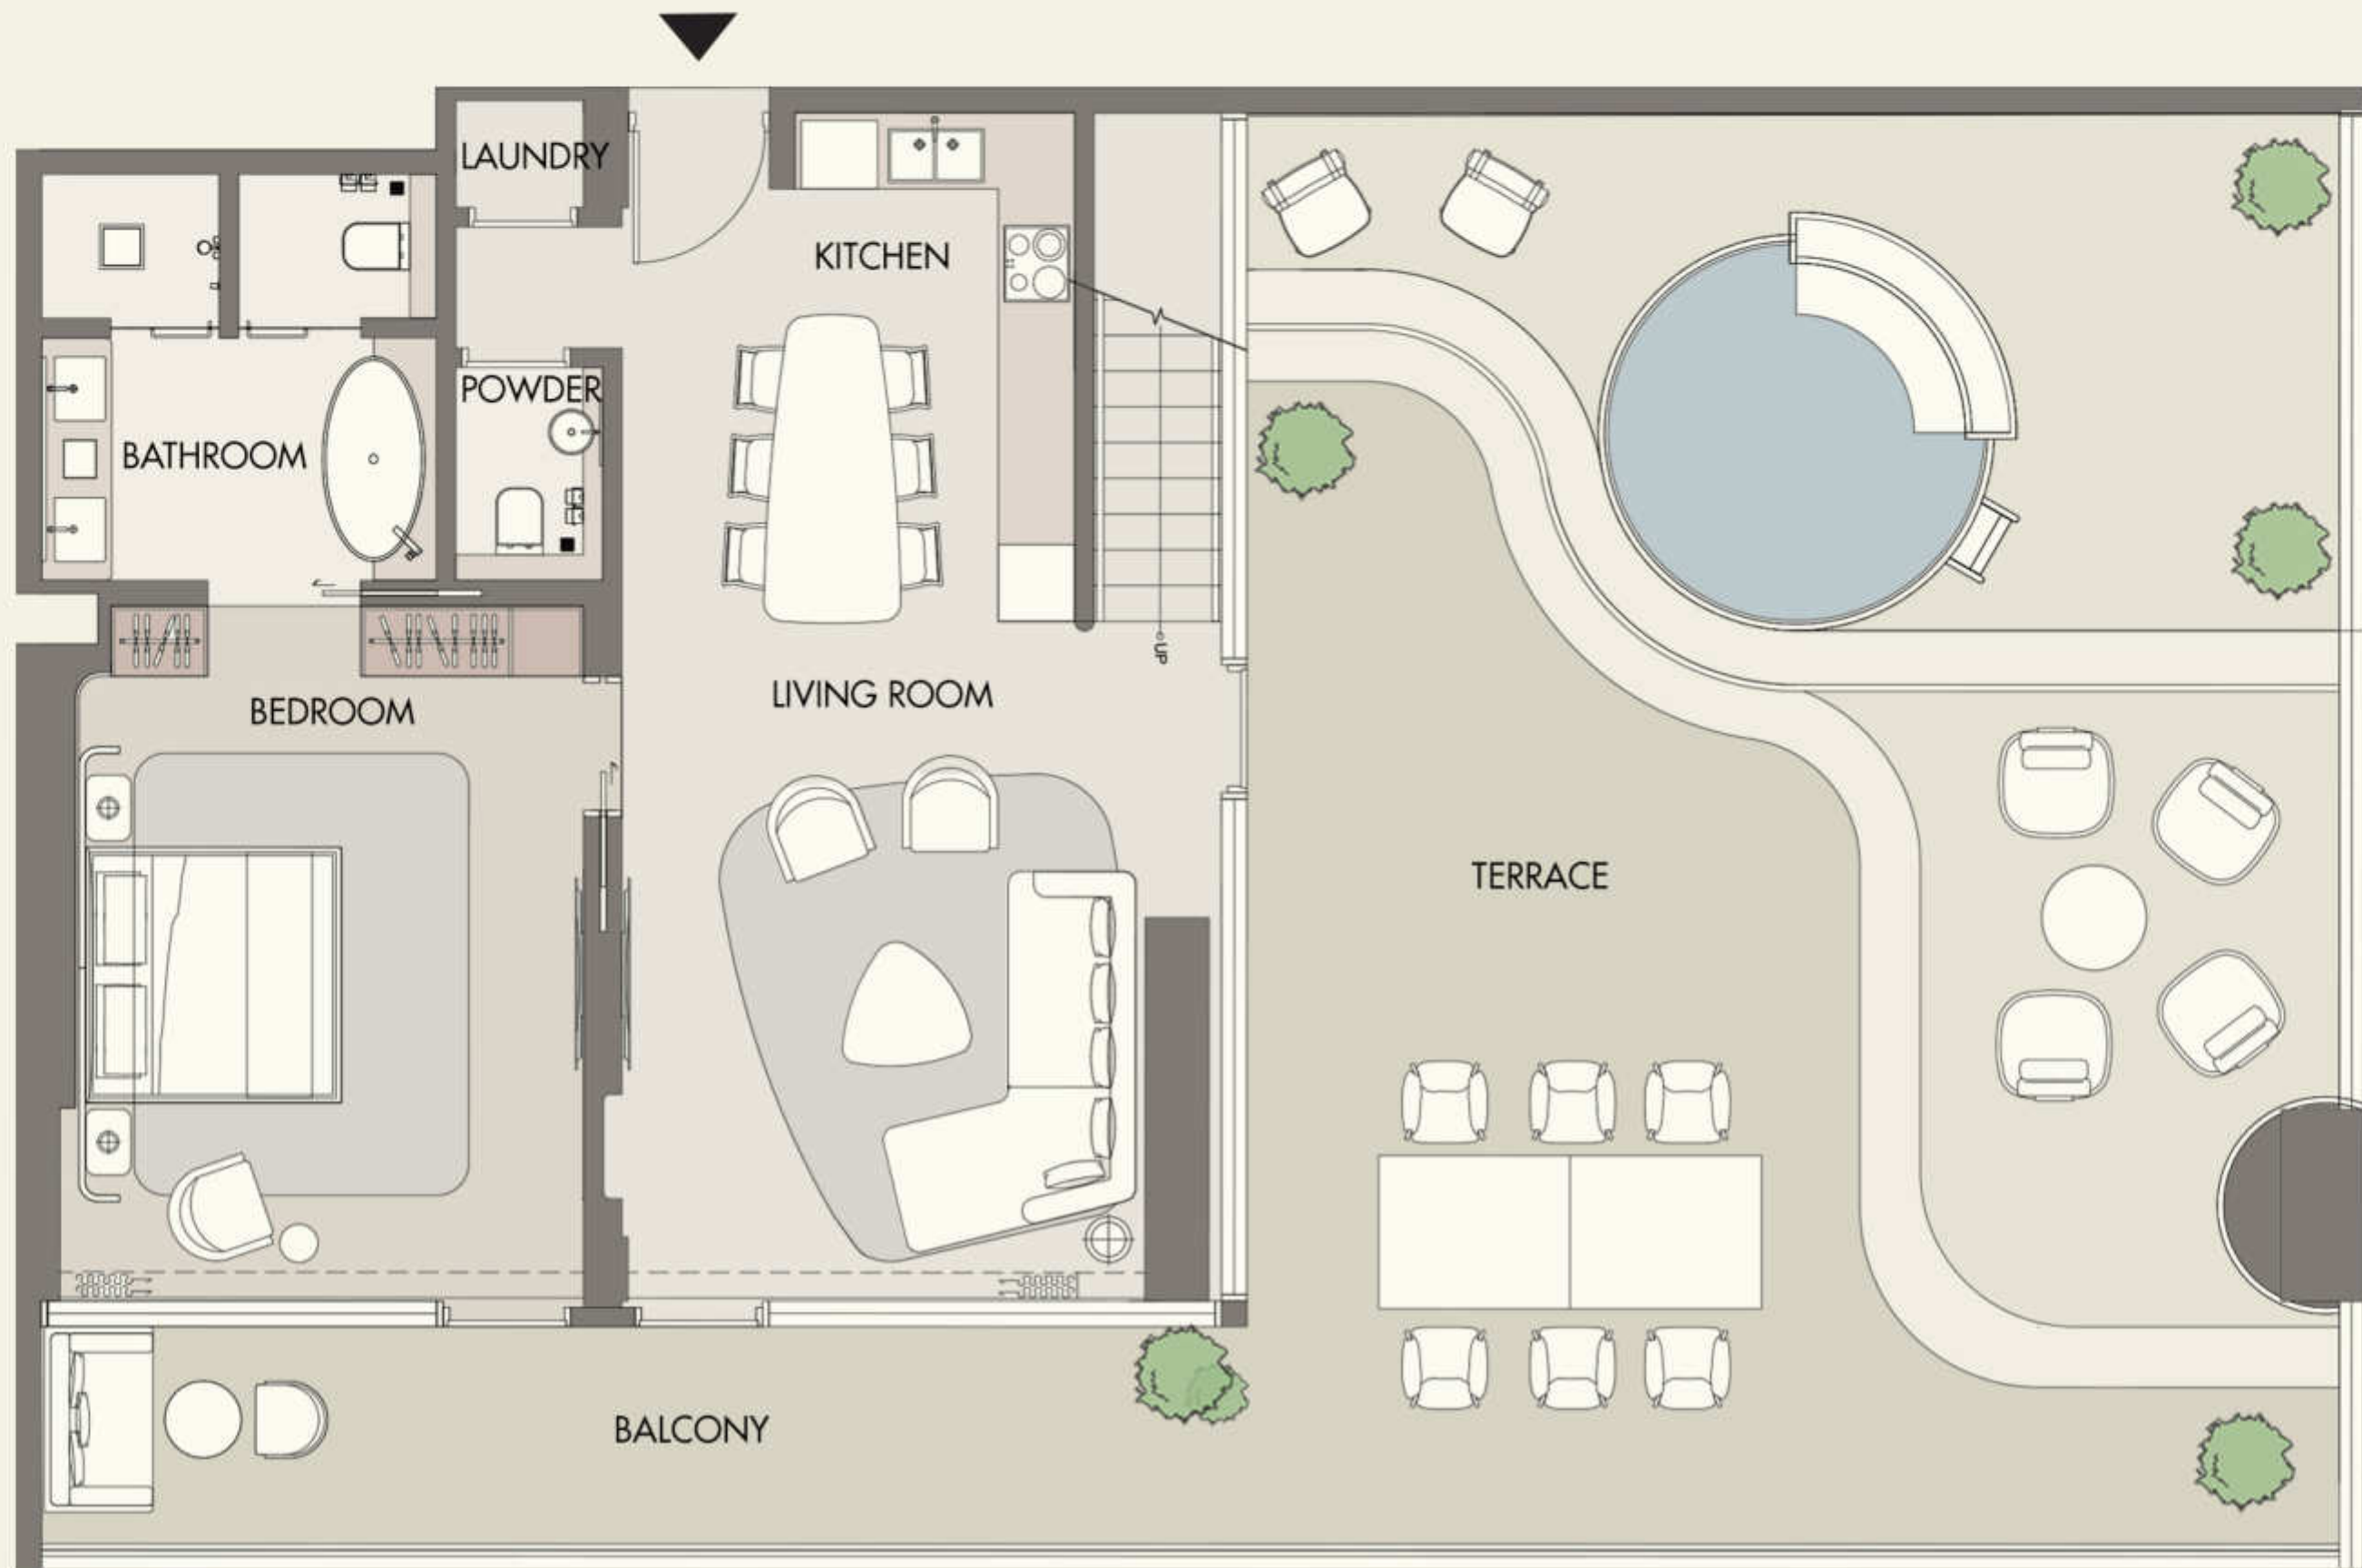 LAUNDRY
KITCHEN
POWDER
BATHROOM
UP
LIVING ROOM
BEDROOM
TERRACE
BALCONY